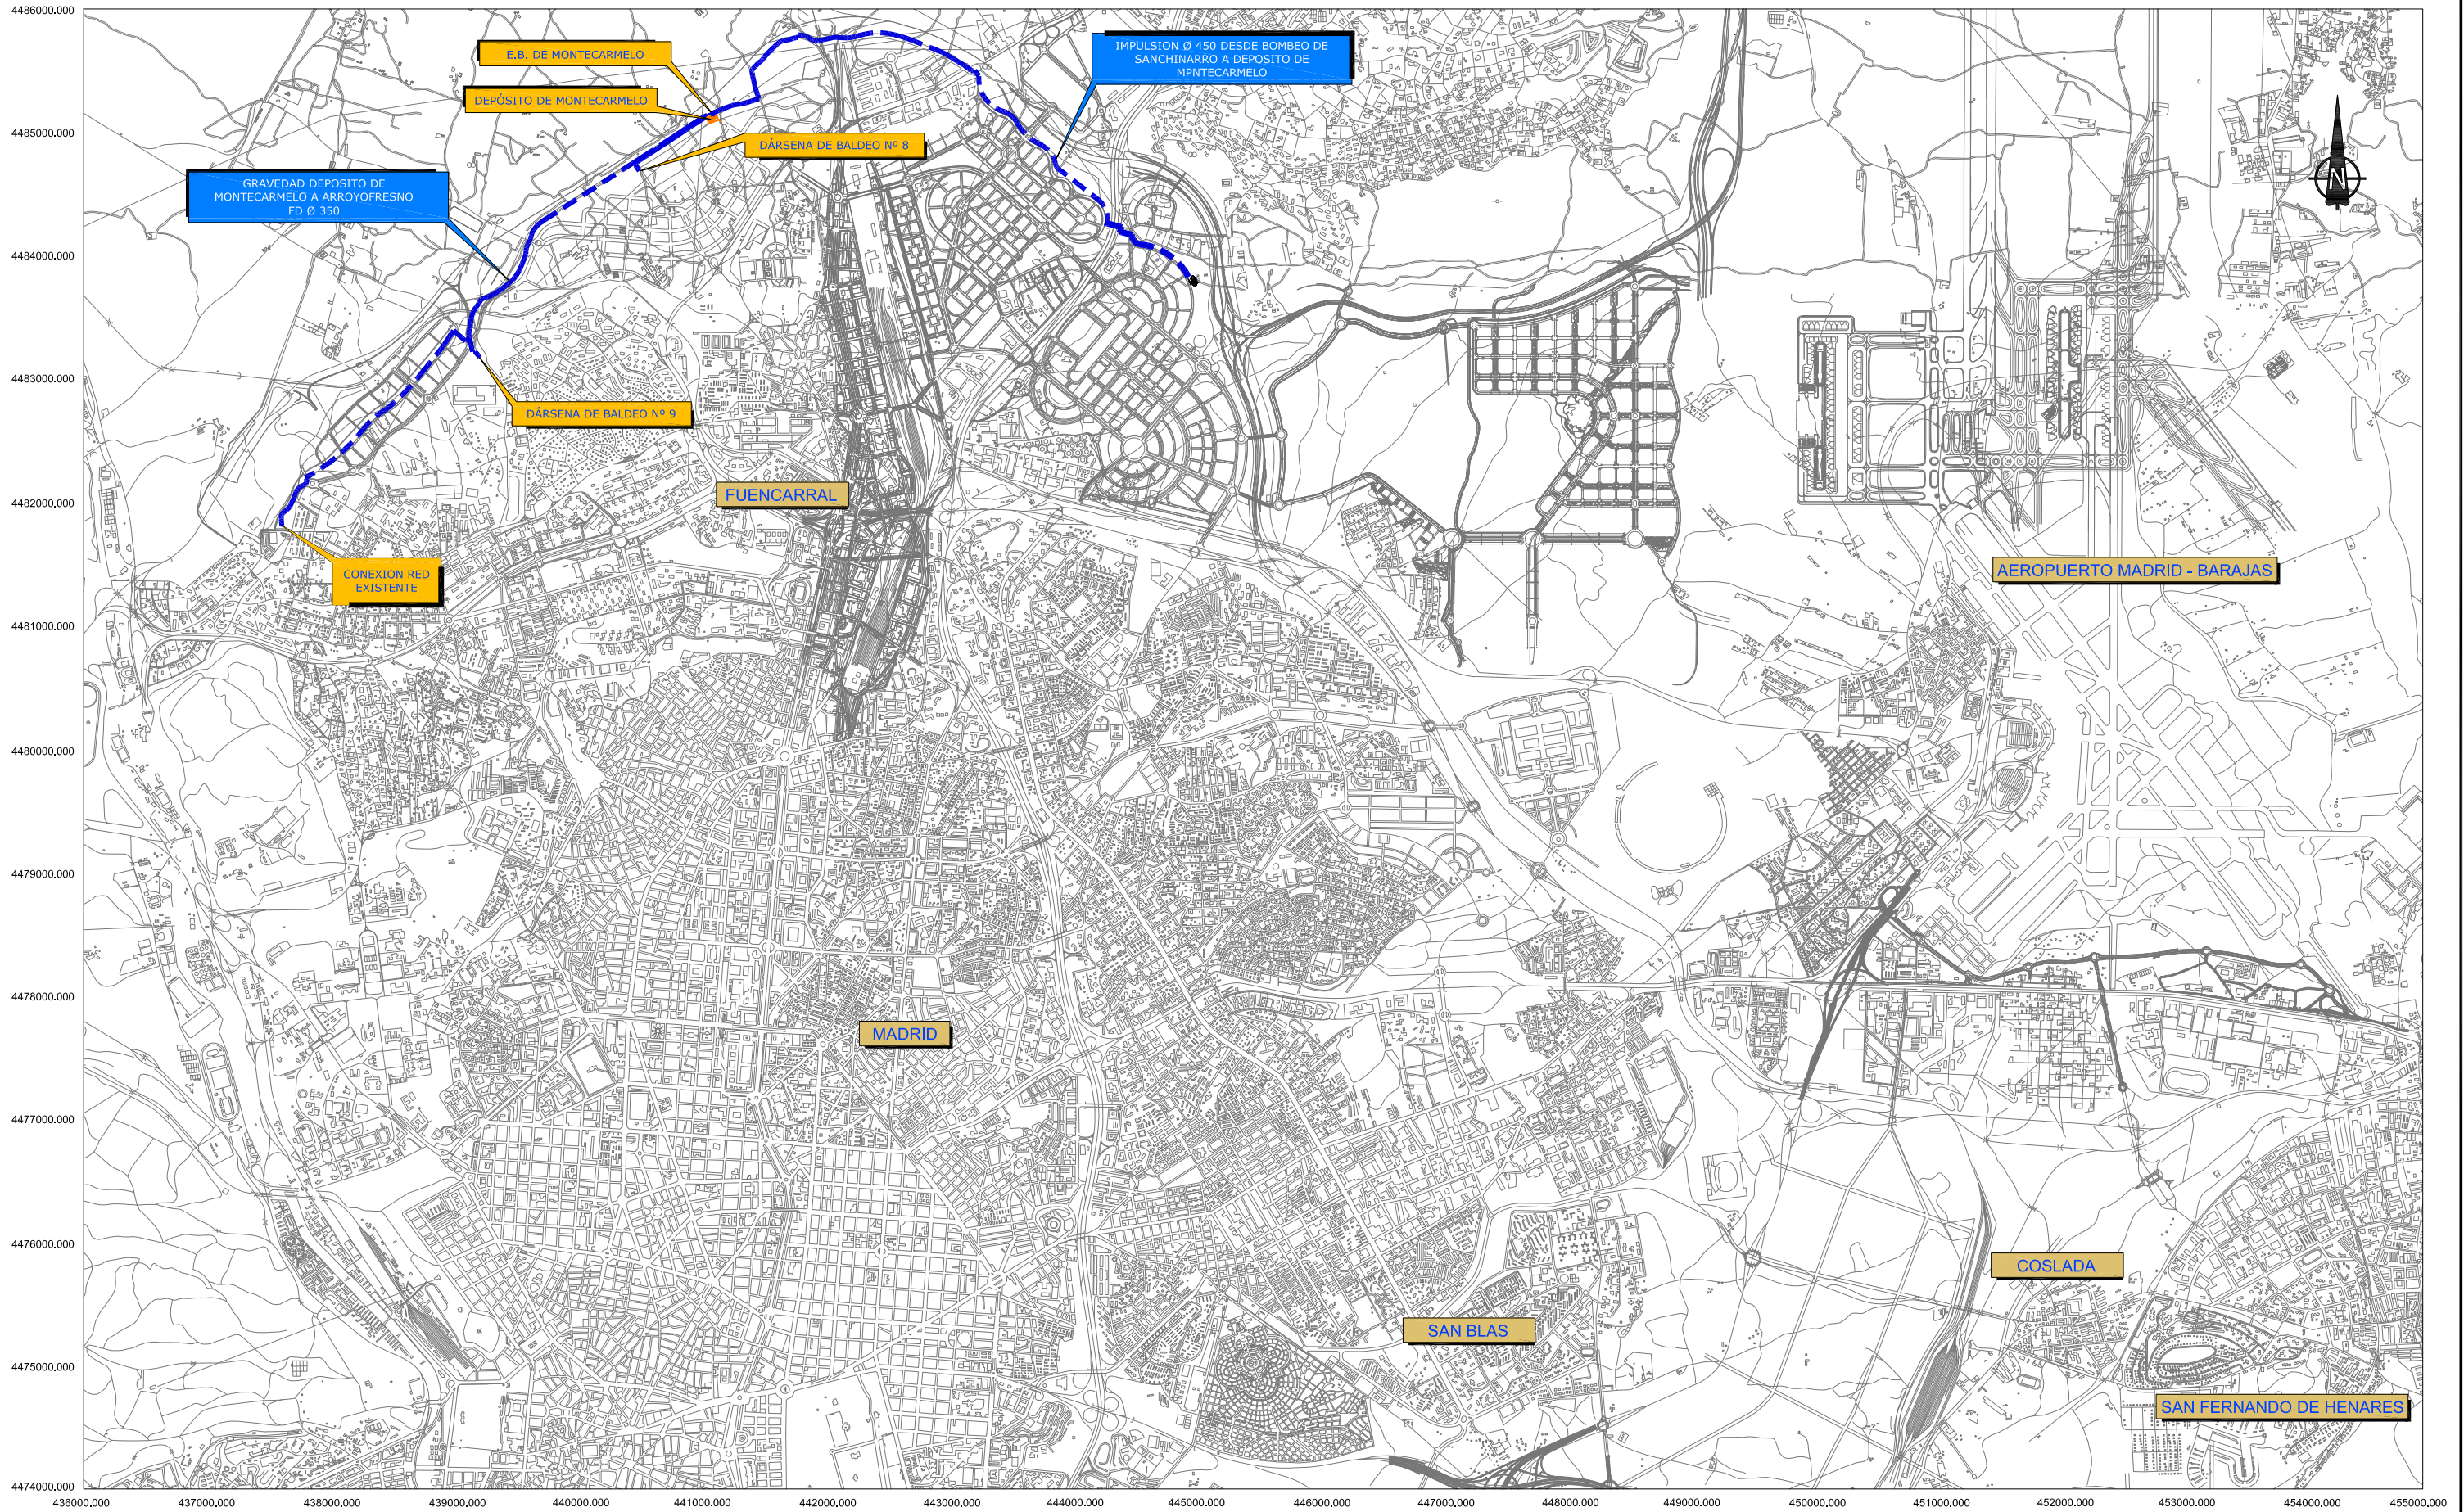 4486000.000
E.B. DE MONTECARMELO
IMPULSION Ø 450 DESDE BOMBEO DE
SANCHINARRO A DEPOSITO DE
MPNTECARMELO
DEPÓSITO DE MONTECARMELO
4485000.000
DÁRSENA DE BALDEO Nº 8
GRAVEDAD DEPOSITO DE
MONTECARMELO A ARROYOFRESNO
FD Ø 350
N
4484000.000
4483000.000
DÁRSENA DE BALDEO Nº 9
FUENCARRAL
4482000.000
AEROPUERTO MADRID - BARAJAS
CONEXION RED
EXISTENTE
4481000.000
4480000.000
4479000.000
4478000.000
MADRID
4477000.000
4476000.000
COSLADA
SAN BLAS
4475000.000
SAN FERNANDO DE HENARES
4474000.000
436000.000 437000.000 438000.000 439000.000 440000.000 441000.000 442000.000 443000.000 444000.000 445000.000 446000.000 447000.000 448000.000 449000.000 450000.000 451000.000 452000.000 453000.000 454000.000 455000.000